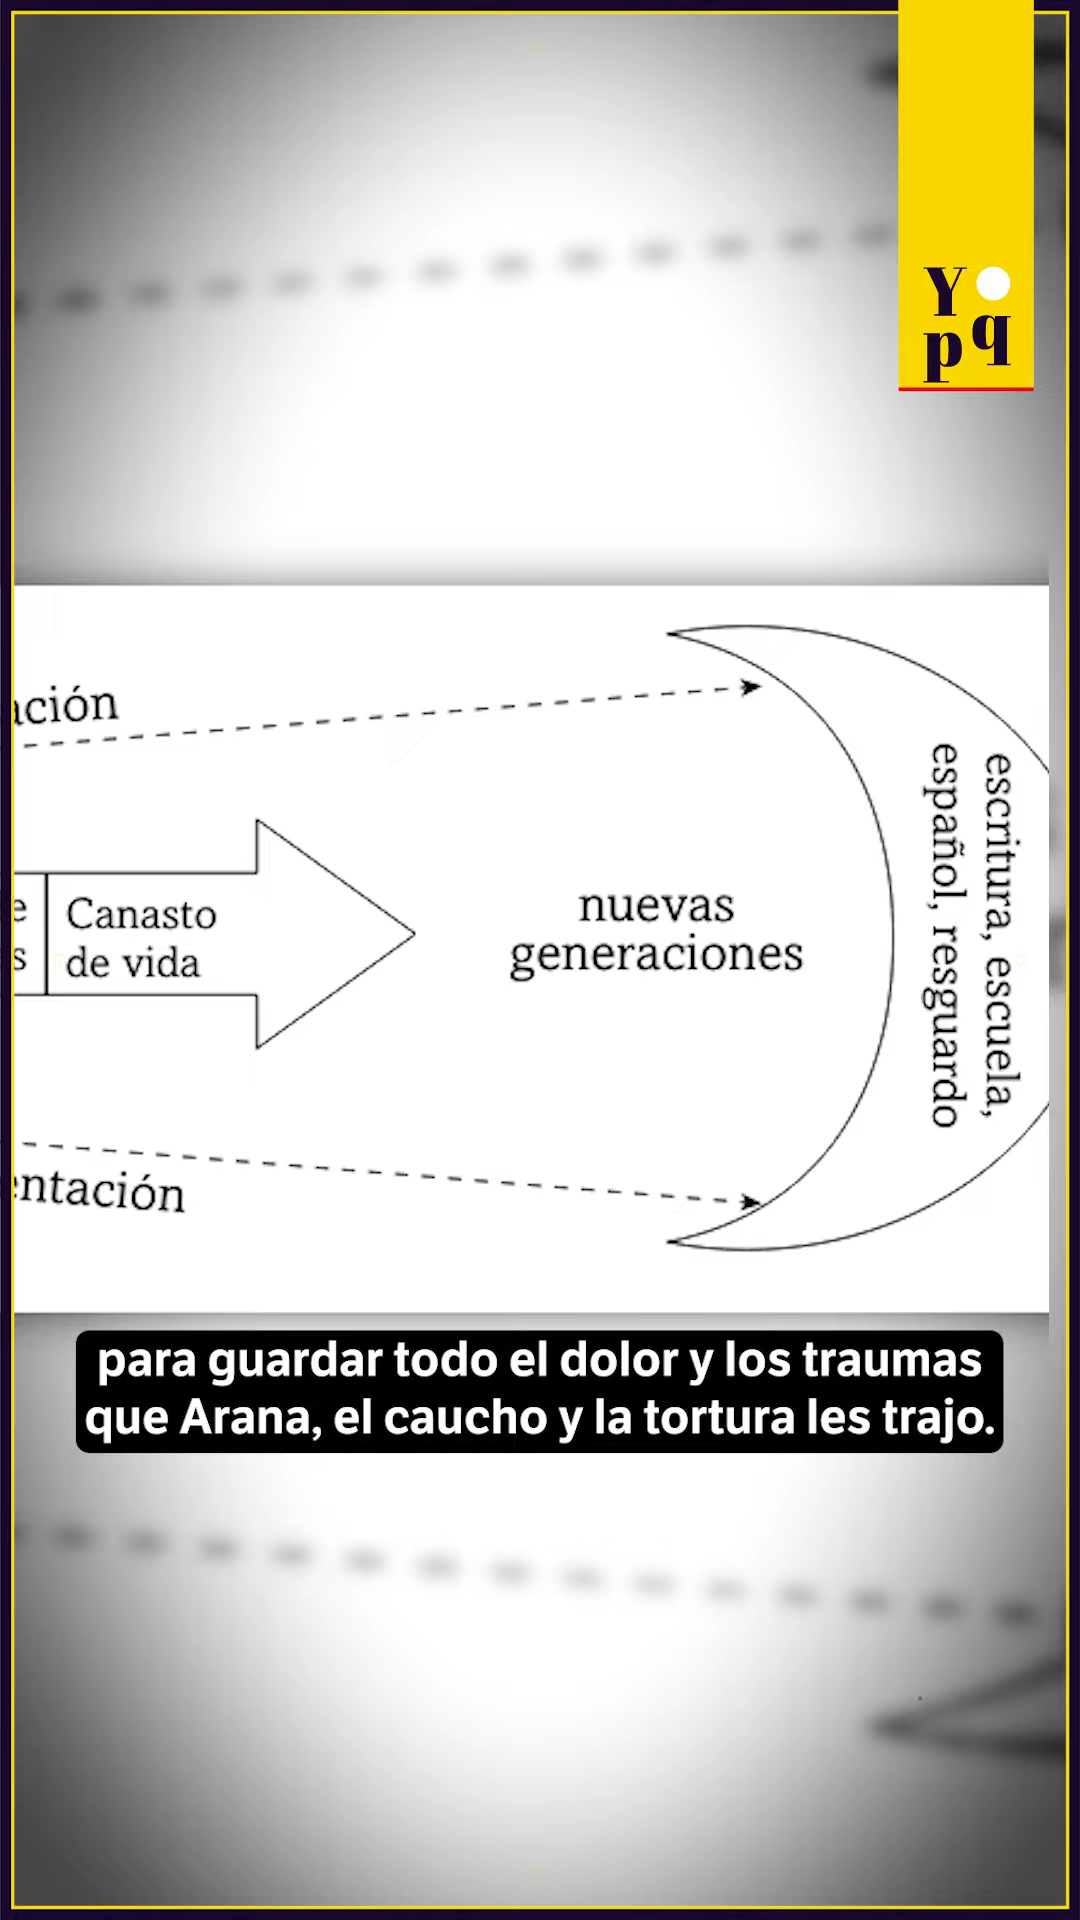 Y
pq
ación
escritura, escuela,
español, resguardo
e
s
Canasto
de vida
nuevas
generaciones
entación
para guardar todo el dolor y los traumas
que Arana, el caucho y la tortura les trajo.